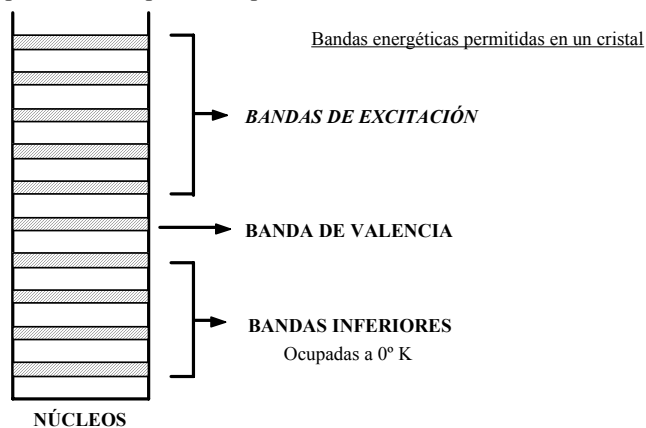 Bandas energéticas permitidas en un cristal
BANDAS DE EXCITACIÓN
BANDA DE VALENCIA
BANDAS INFERIORES
Ocupadas a 0º K
NÚCLEOS